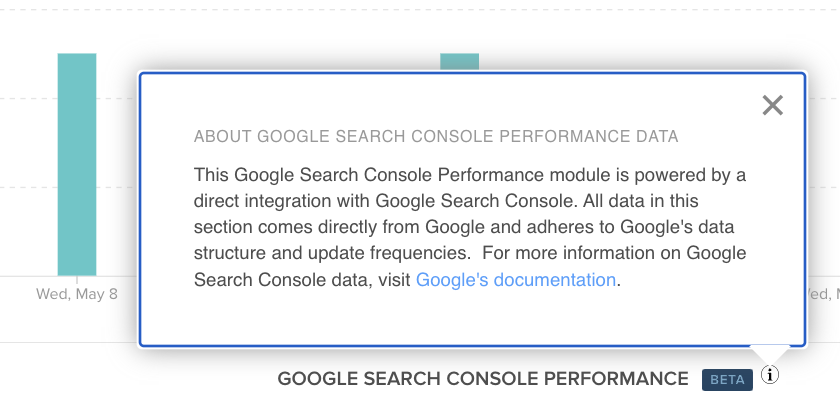 ABOUT GOOGLE SEARCH CONSOLE PERFORMANCE DATA
This Google Search Console Performance module is powered by a
direct integration with Google Search Console. All data in this
section comes directly from Google and adheres to Google's data
structure and update frequencies.  For more information on Google
Search Console data, visit Google's documentation.
Wed, May 8
GOOGLE SEARCH CONSOLE PERFORMANCE BETA